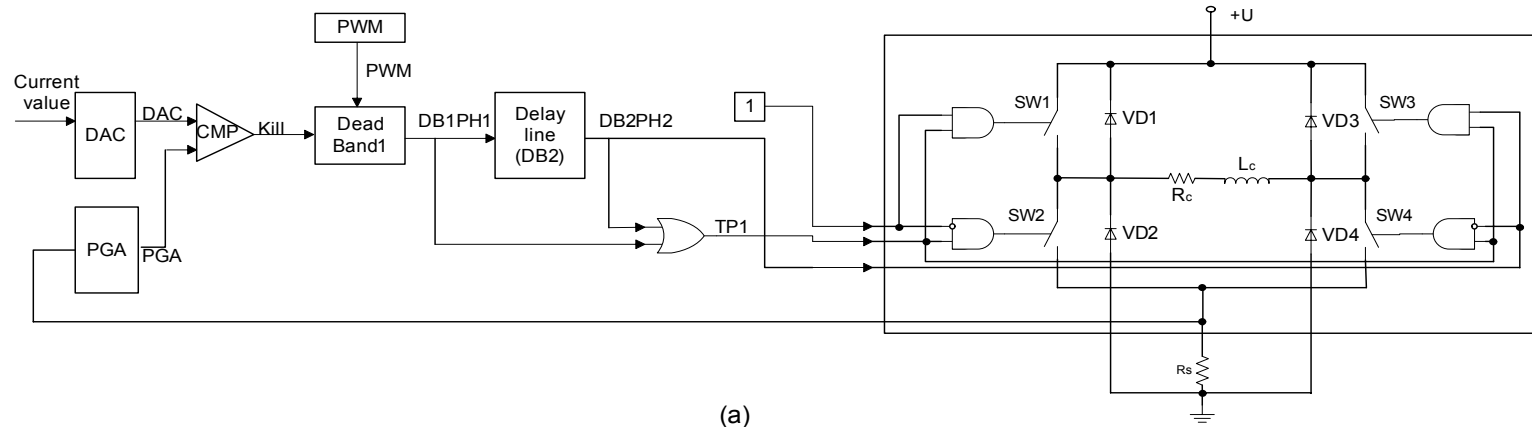 +U
PWM
PWM
Current
value
DAC
DAC
CMP
Kill
Dead
Band1
DB1PH1
Delay
line
(DB2)
DB2PH2
1
SW1
VD1
VD3
SW3
Rc
Lc
PGA
PGA
TP1
SW2
VD2
VD4
SW4
Rs
(a)